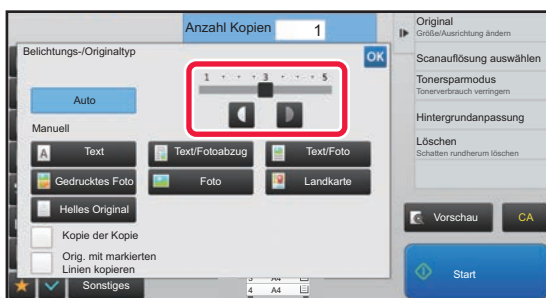 Anzahl Kopien 1
Belichtungs-/Originaltyp
OK
1 3 5
Auto
Manuell
A Text
Text/Fotoabzug
Text/Foto
Gedrucktes Foto
Foto
Landkarte
Helles Original
Kopie der Kopie
Orig. mit markierten
Linien kopieren
Sonstiges
3 A4
4 A4
Original
Größe/Ausrichtung ändern
Scanauflösung auswählen
Tonersparmodus
Tonerverbrauch verringern
Hintergrundanpassung
Löschen
Schatten rundherum löschen
Vorschau
CA
Start